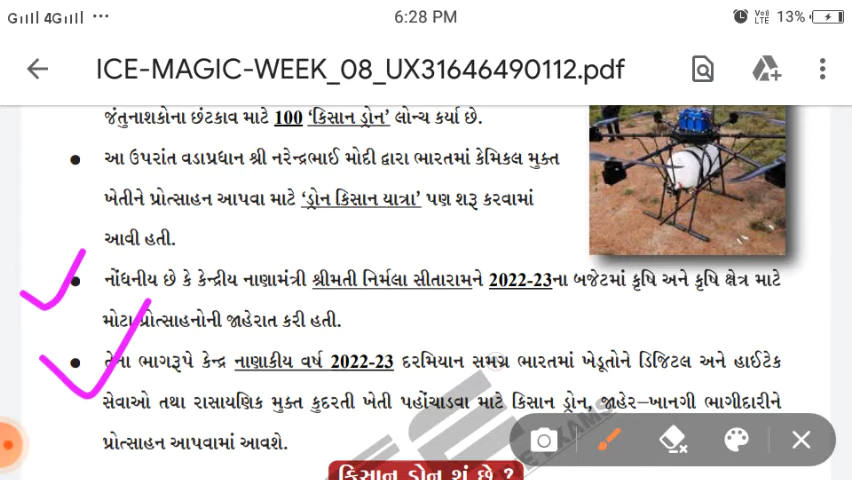 4G 6:28 PM Vo) LTE 13%
ICE-MAGIC-WEEK_08_UX31646490112.pdf
જંતુનાશકોના છંટકાવ માટે 100 ‘કિસાન ડ્રોન’ લોન્ચ કર્યા છે.
● આ ઉપરાંત વડાપ્રધાન શ્રી નરેન્દ્રભાઈ મોદી દ્વારા ભારતમાં કેમિકલ મુક્ત
ખેતીને પ્રોત્સાહન આપવા માટે ‘ડ્રોન કિસાન યાત્રા’ પણ શરૂ કરવામાં
આવી હતી.
● નોંધનીય છે કે કેન્દ્રીય નાણામંત્રી શ્રીમતી નિર્મલા સીતારામને 2022-23ના બજેટમાં કૃષિ અને કૃષિ ક્ષેત્ર માટે
મોટા પ્રોત્સાહનોની જાહેરાત કરી હતી.
● તેના ભાગરૂપે કેન્દ્ર નાણાકીય વર્ષ 2022-23 દરમિયાન સમગ્ર ભારતમાં ખેડૂતોને ડિજિટલ અને હાઈટેક
સેવાઓ તથા રાસાયણિક મુક્ત કુદરતી ખેતી પહોંચાડવા માટે કિસાન ડ્રોન, જાહેર–ખાનગી ભાગીદારીને
પ્રોત્સાહન આપવામાં આવશે.
કિસાન ડ્રોન શું છે ?